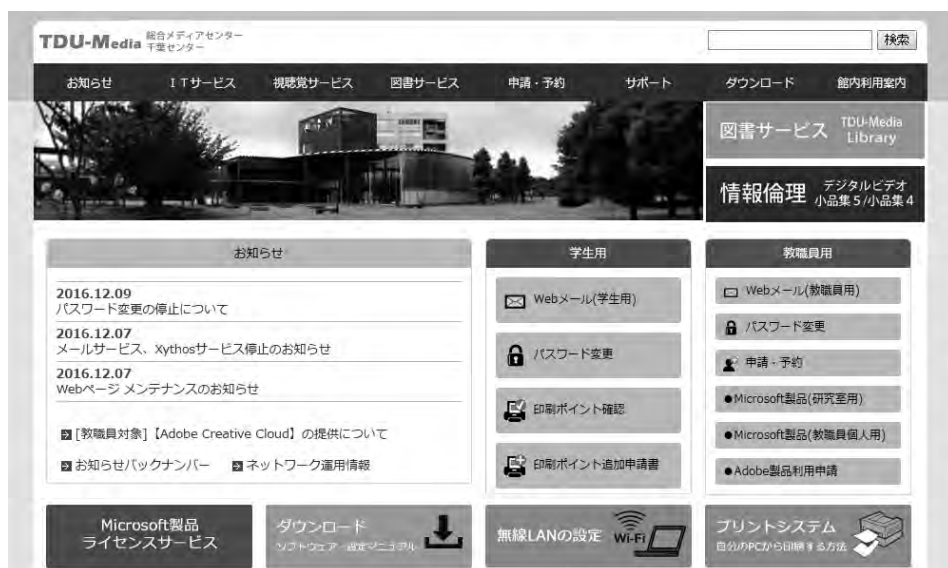 TDU-Media 総合メディアセンター
千葉センター
検索
お知らせ ITサービス 視聴覚サービス 図書サービス 申請・予約 サポート ダウンロード 館内利用案内
図書サービス TDU-Media
Library
情報倫理 デジタルビデオ
小品集5/小品集4
お知らせ
2016.12.09
パスワード変更の停止について
2016.12.07
メールサービス、Xythosサービス停止のお知らせ
2016.12.07
Webページ メンテナンスのお知らせ
[教職員対象]【Adobe Creative Cloud】の提供について
お知らせバックナンバー ネットワーク運用情報
学生用
Webメール(学生用)
パスワード変更
印刷ポイント確認
印刷ポイント追加申請書
教職員用
Webメール(教職員用)
パスワード変更
申請・予約
●Microsoft製品(研究室用)
●Microsoft製品(教職員個人用)
●Adobe製品利用申請
Microsoft製品
ライセンスサービス
ダウンロード
ソフトウェア・設定マニュアル
無線LANの設定 Wi-Fi
プリントシステム
自分のPCから印刷する方法